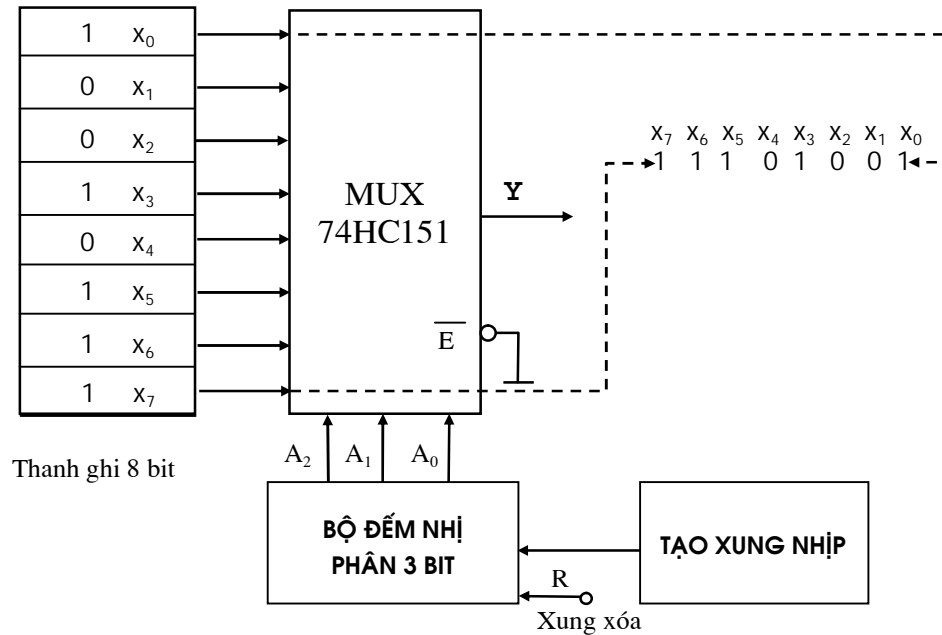 1 x₀
0 x₁
0 x₂
1 x₃
0 x₄
1 x₅
1 x₆
1 x₇
Thanh ghi 8 bit
MUX
74HC151
Y
E̅
x₇ x₆ x₅ x₄ x₃ x₂ x₁ x₀
1 1 1 0 1 0 0 1
A₂ A₁ A₀
BỘ ĐẾM NHỊ
PHÂN 3 BIT
R
Xung xóa
TẠO XUNG NHỊP